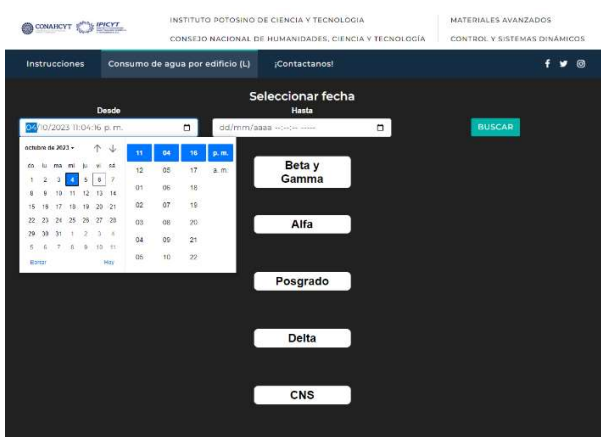 CONAHCYT
IPICYT
INSTITUTO POTOSINO DE CIENCIA Y TECNOLOGIA
CONSEJO NACIONAL DE HUMANIDADES, CIENCIA Y TECNOLOGÍA
MATERIALES AVANZADOS
CONTROL Y SISTEMAS DINÁMICOS
Instrucciones
Consumo de agua por edificio (L)
¡Contactanos!
Seleccionar fecha
Desde
Hasta
04/10/2023 11:04:16 p. m.
dd/mm/aaaa --:--:-- -----
BUSCAR
octubre de 2023
do lu ma mi ju vi sá
1 2 3 4 5 6 7
8 9 10 11 12 13 14
15 16 17 18 19 20 21
22 23 24 25 26 27 28
29 30 31 1 2 3 4
5 6 7 8 9 10 11
Borrar
Hoy
11 04 16 p. m.
12 05 17 a. m.
01 06 18
02 07 19
03 08 20
04 09 21
05 10 22
Beta y
Gamma
Alfa
Posgrado
Delta
CNS